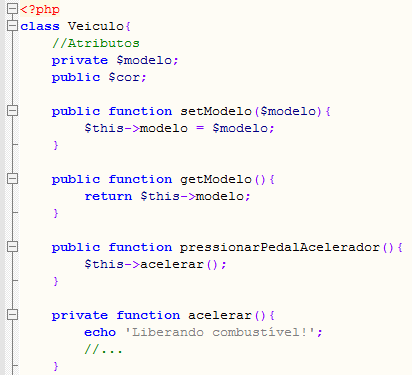 <?php
class Veiculo{
//Atributos
private $modelo;
public $cor;
public function setModelo($modelo){
$this->modelo = $modelo;
}
public function getModelo(){
return $this->modelo;
}
public function pressionarPedalAcelerador(){
$this->acelerar();
}
private function acelerar(){
echo 'Liberando combustível!';
//...
}